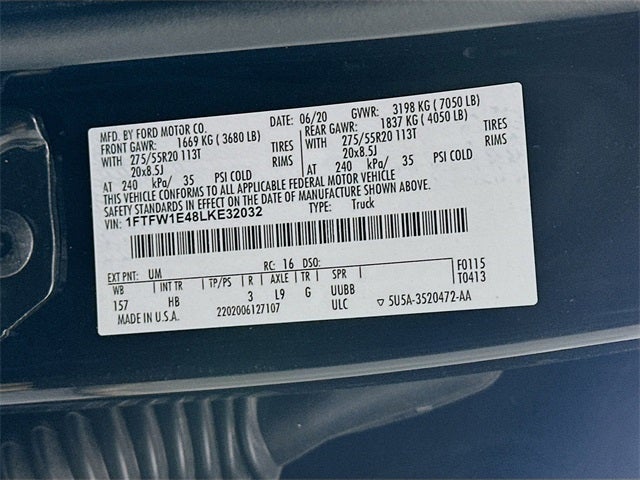 MFD. BY FORD MOTOR CO. DATE: 06/20 GVWR: 3198 KG ( 7050 LB)
FRONT GAWR: 1669 KG ( 3680 LB) REAR GAWR: 1837 KG ( 4050 LB)
WITH 275/55R20 113T TIRES WITH 275/55R20 113T TIRES
20x8.5J RIMS 20x8.5J RIMS
AT 240 kPa/ 35 PSI COLD AT 240 kPa/ 35 PSI COLD
THIS VEHICLE CONFORMS TO ALL APPLICABLE FEDERAL MOTOR VEHICLE
SAFETY STANDARDS IN EFFECT ON THE DATE OF MANUFACTURE SHOWN ABOVE.
VIN: 1FTFW1E48LKE32032 TYPE: Truck
EXT PNT: UM RC: 16 DSO: F0115
WB INT TR TP/PS R AXLE TR SPR T0413
157 HB 3 L9 G UUBB
MADE IN U.S.A. 2202006127107 ULC ▽ 5U5A-3520472-AA